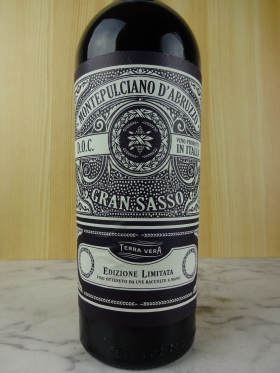 MONTEPULCIANO D'ABRUZZO
D.O.C.
VINO PRODOTTO
IN ITALIA
GRAN SASSO
TERRA VERA
EDIZIONE LIMITATA
VINO OTTENUTO DA UVE RACCOLTE A MANO